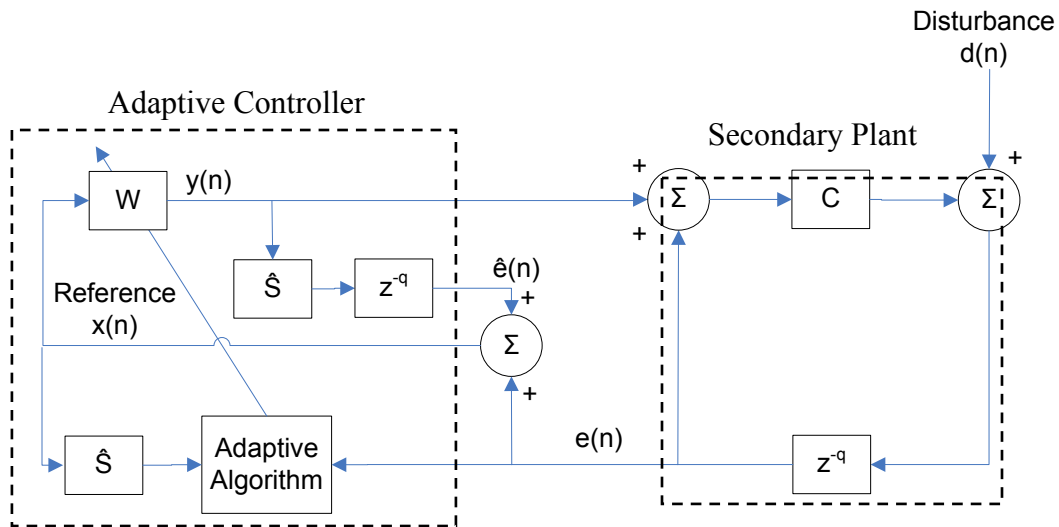 Disturbance
d(n)
Adaptive Controller
Secondary Plant
W
y(n)
+
Σ
+
C
+
Σ
Ŝ
z-q
ê(n)
+
Reference
x(n)
Σ
+
e(n)
Ŝ
Adaptive
Algorithm
z-q